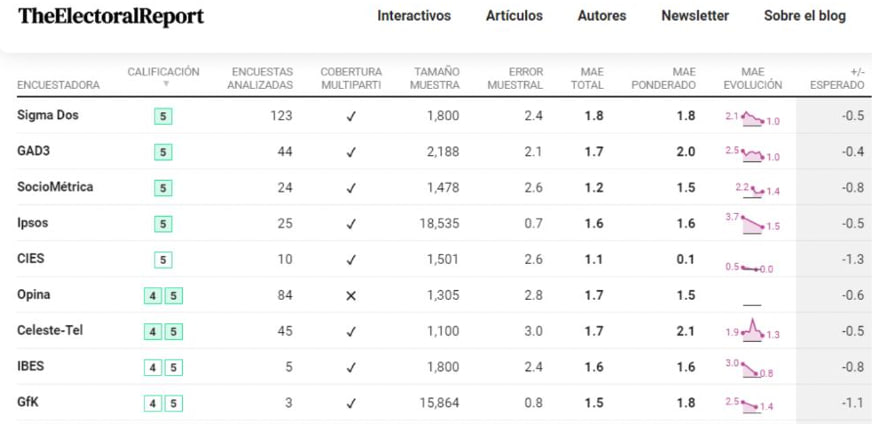 TheElectoralReport Interactivos Artículos Autores Newsletter Sobre el blog
CALIFICACIÓN ENCUESTAS COBERTURA TAMAÑO ERROR MAE MAE MAE +/-
ENCUESTADORA ▼ ANALIZADAS MULTIPARTI MUESTRA MUESTRAL TOTAL PONDERADO EVOLUCIÓN ESPERADO
Sigma Dos 5 123 ✓ 1,800 2.4 1.8 1.8 2.1 1.0 -0.5
GAD3 5 44 ✓ 2,188 2.1 1.7 2.0 2.5 1.0 -0.4
SocioMétrica 5 24 ✓ 1,478 2.6 1.2 1.5 2.2 1.4 -0.8
Ipsos 5 25 ✓ 18,535 0.7 1.6 1.6 3.7 1.5 -0.5
CIES 5 10 ✓ 1,501 2.6 1.1 0.1 0.5 0.0 -1.3
Opina 4 5 84 ✕ 1,305 2.8 1.7 1.5 -0.6
Celeste-Tel 4 5 45 ✓ 1,100 3.0 1.7 2.1 1.9 1.3 -0.5
IBES 4 5 5 ✓ 1,800 2.4 1.6 1.6 3.0 0.8 -0.8
GfK 4 5 3 ✓ 15,864 0.8 1.5 1.8 2.5 1.4 -1.1